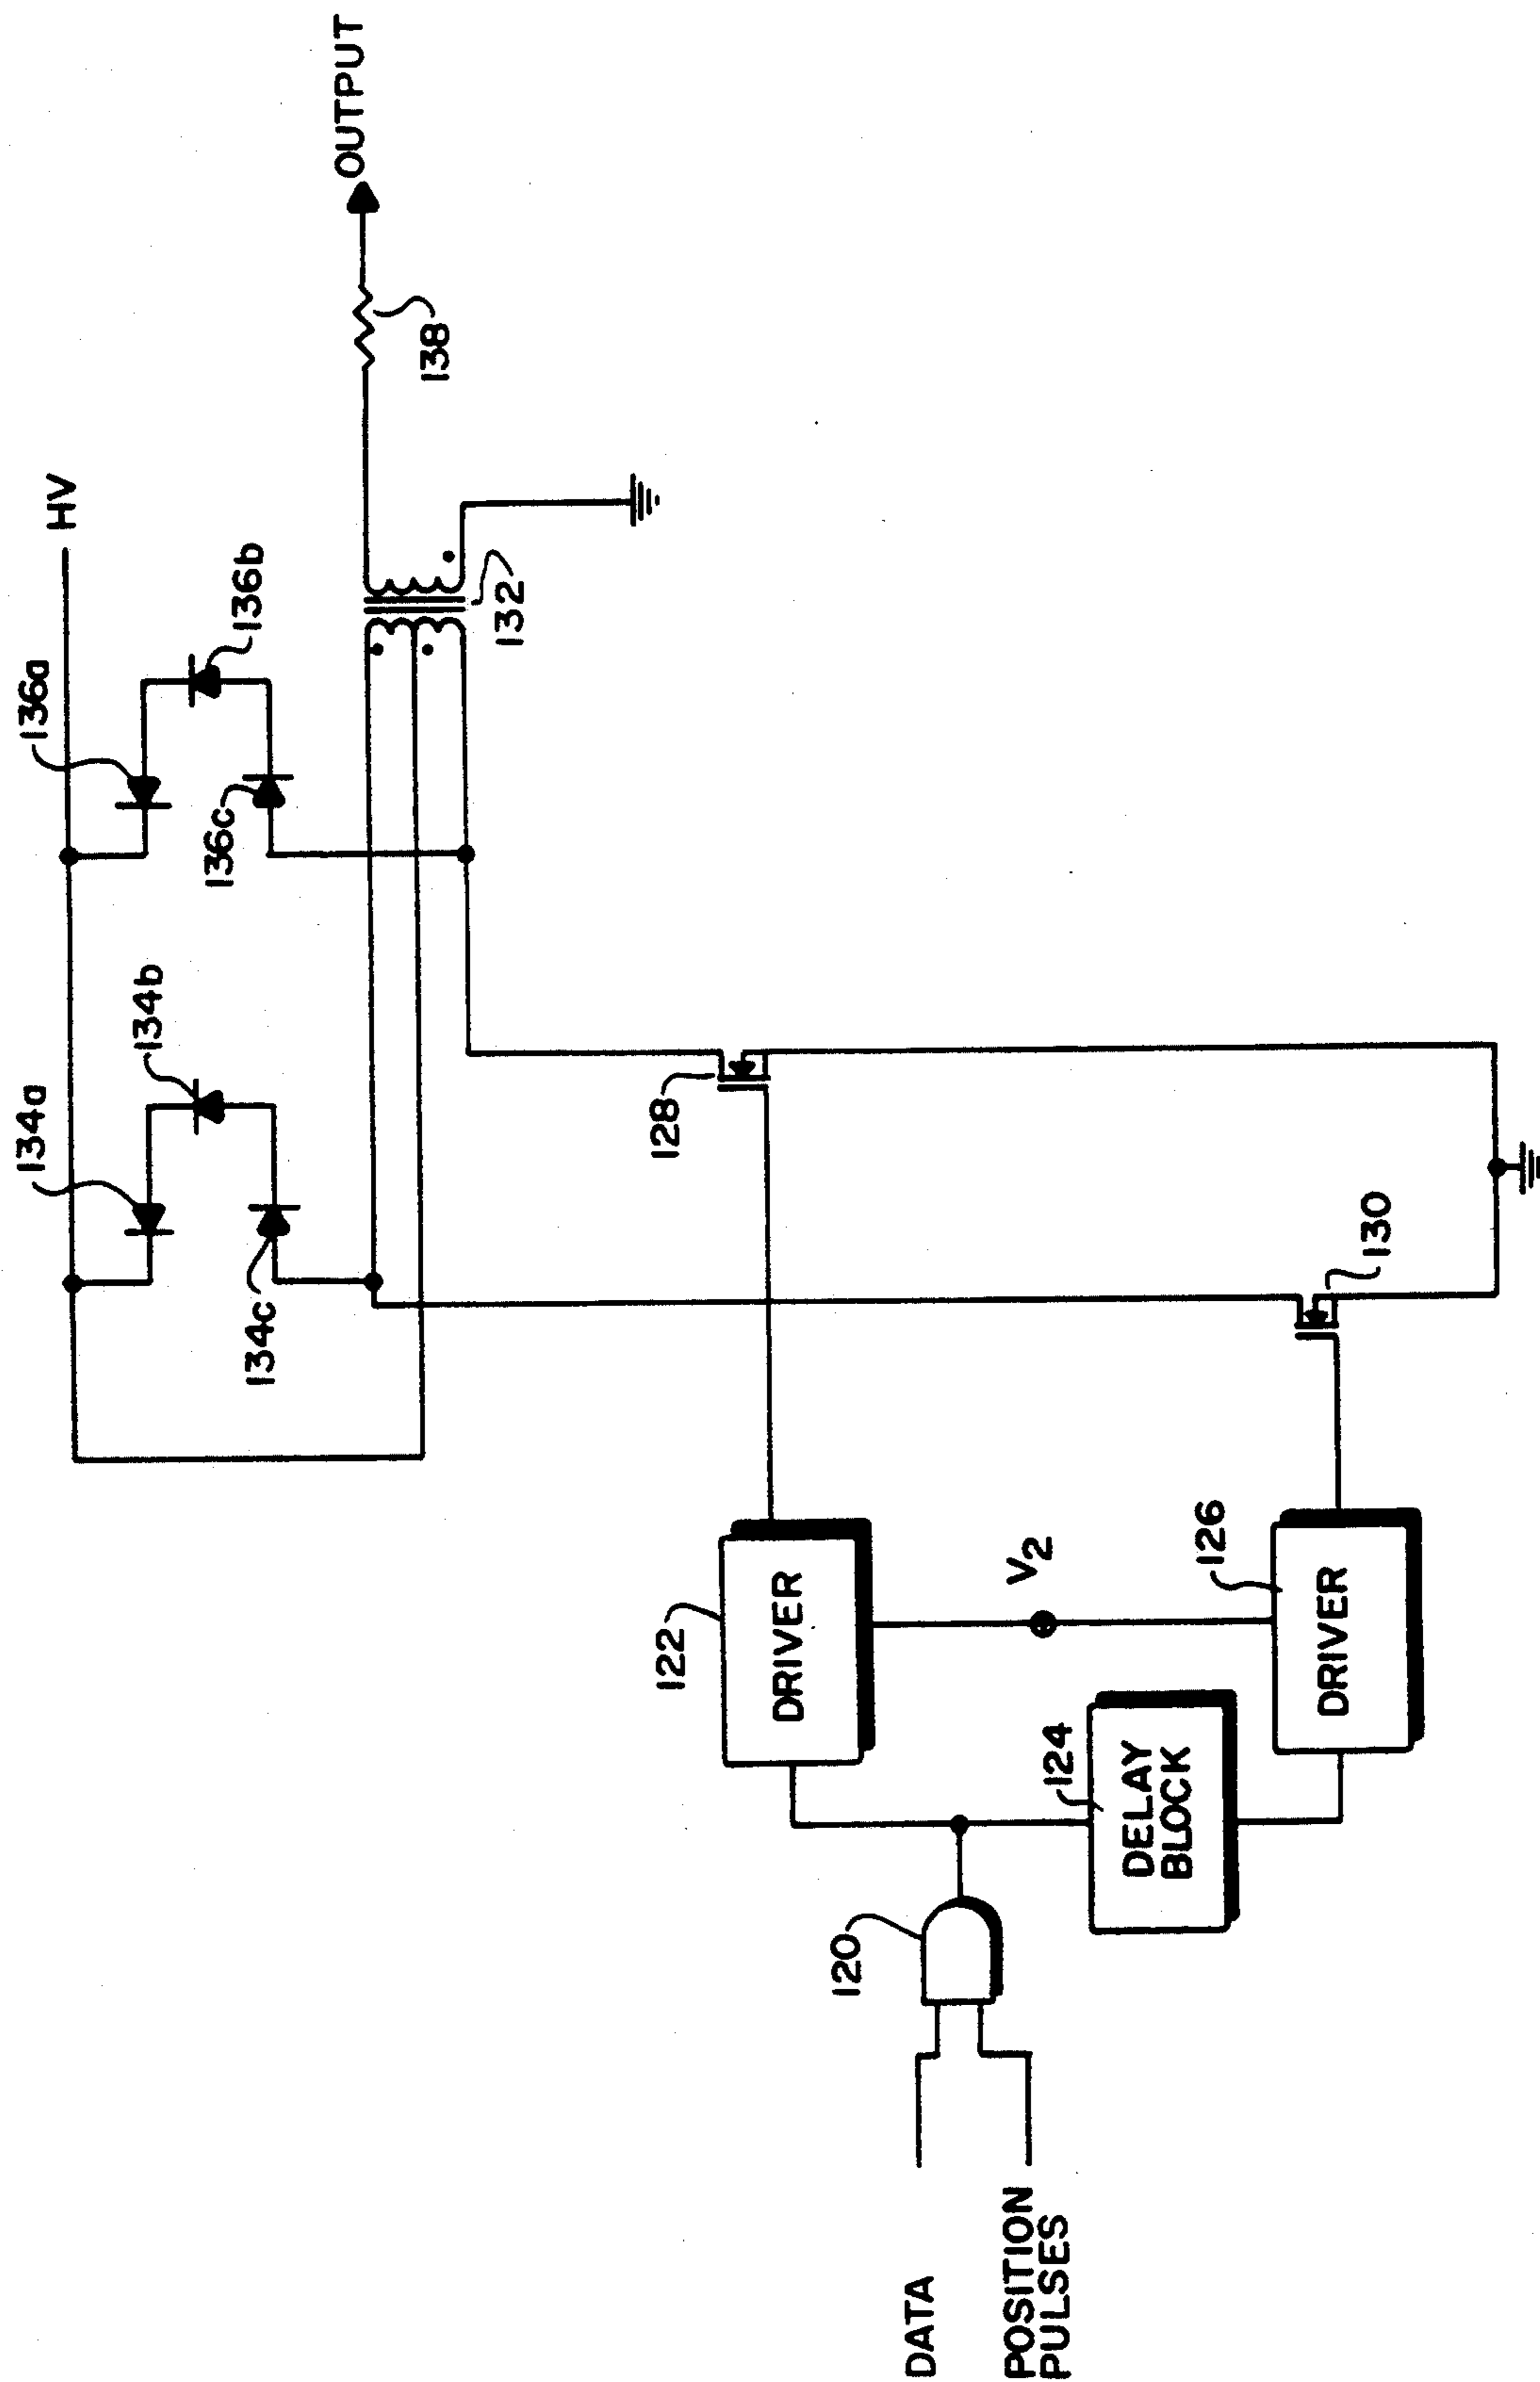 HV
OUTPUT
134a
134b
134c
136a
136b
136c
132
138
128
130
122
DRIVER
V2
124
DELAY
BLOCK
126
DRIVER
120
DATA
POSITION
PULSES